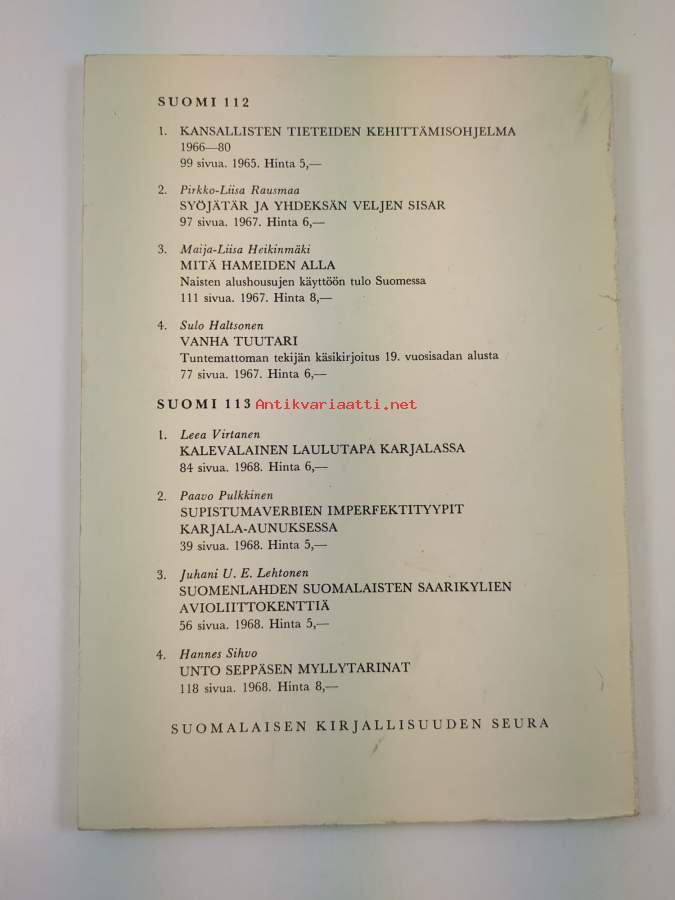 SUOMI 112
1. KANSALLISTEN TIETEIDEN KEHITTÄMISOHJELMA
1966—80
99 sivua. 1965. Hinta 5,—
2. Pirkko-Liisa Rausmaa
SYÖJÄTÄR JA YHDEKSÄN VELJEN SISAR
97 sivua. 1967. Hinta 6,—
3. Maija-Liisa Heikinmäki
MITÄ HAMEIDEN ALLA
Naisten alushousujen käyttöön tulo Suomessa
111 sivua. 1967. Hinta 8,—
4. Sulo Haltsonen
VANHA TUUTARI
Tuntemattoman tekijän käsikirjoitus 19. vuosisadan alusta
77 sivua. 1967. Hinta 6,—
SUOMI 113
Antikvariaatti.net
1. Leea Virtanen
KALEVALAINEN LAULUTAPA KARJALASSA
84 sivua. 1968. Hinta 6,—
2. Paavo Pulkkinen
SUPISTUMAVERBIEN IMPERFEKTITYYPIT
KARJALA-AUNUKSESSA
39 sivua. 1968. Hinta 5,—
3. Juhani U. E. Lehtonen
SUOMENLAHDEN SUOMALAISTEN SAARIKYLIEN
AVIOLIITTOKENTTIÄ
56 sivua. 1968. Hinta 5,—
4. Hannes Sihvo
UNTO SEPPÄSEN MYLLYTARINAT
118 sivua. 1968. Hinta 8,—
SUOMALAISEN KIRJALLISUUDEN SEURA